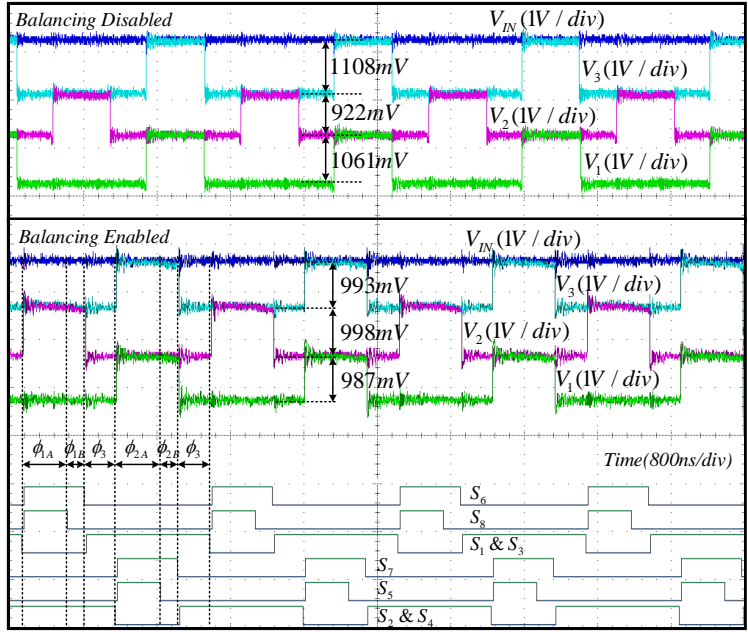 Balancing Disabled
V_IN (1V / div)
1108mV
V_3 (1V / div)
922mV
V_2 (1V / div)
1061mV
V_1 (1V / div)
Balancing Enabled
V_IN (1V / div)
993mV
V_3 (1V / div)
998mV
V_2 (1V / div)
987mV
V_1 (1V / div)
ϕ_1A ϕ_1B ϕ_3 ϕ_2A ϕ_2B ϕ_3
Time(800ns/div)
S_6
S_8
S_1 & S_3
S_7
S_5
S_2 & S_4